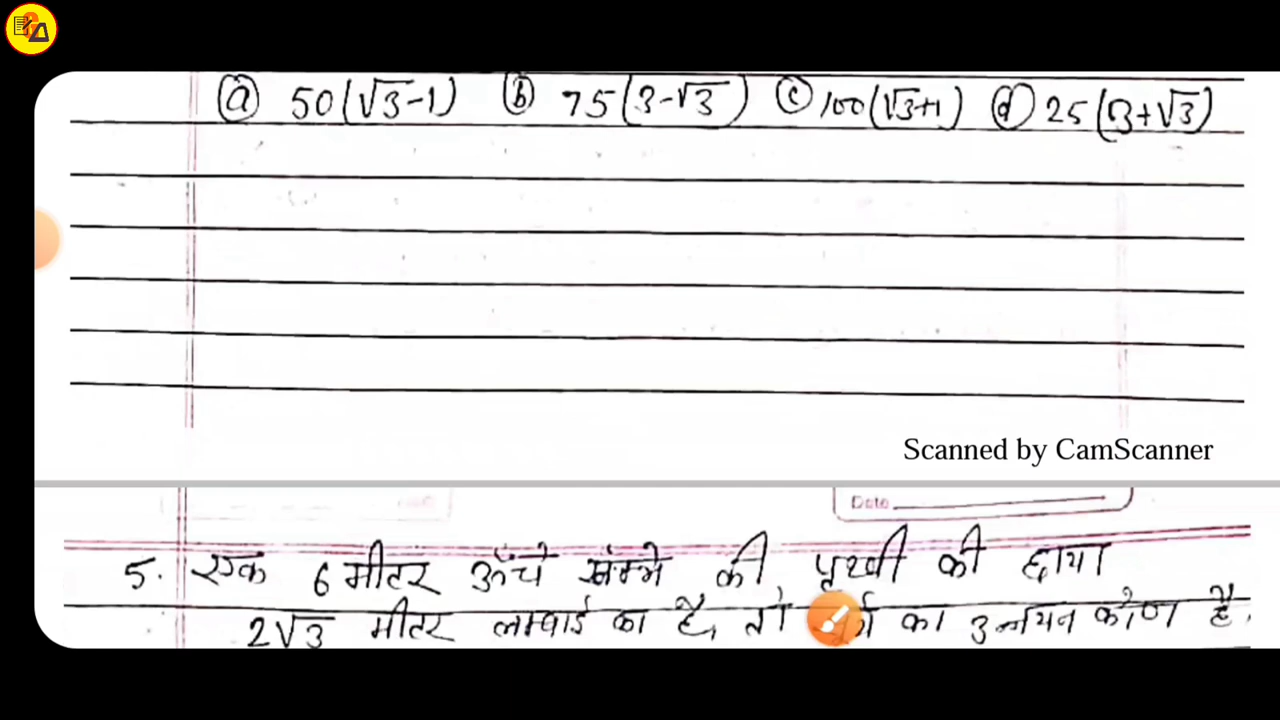 (a) 50(√3-1) (b) 75(3-√3) (c) 100(√3+1) (d) 25(3+√3)
Scanned by CamScanner
Date
5. एक 6 मीटर ऊँचे खम्भे की पृथ्वी की छाया
2√3 मीटर लम्बाई का है, तो का उन्नयन कोण है.